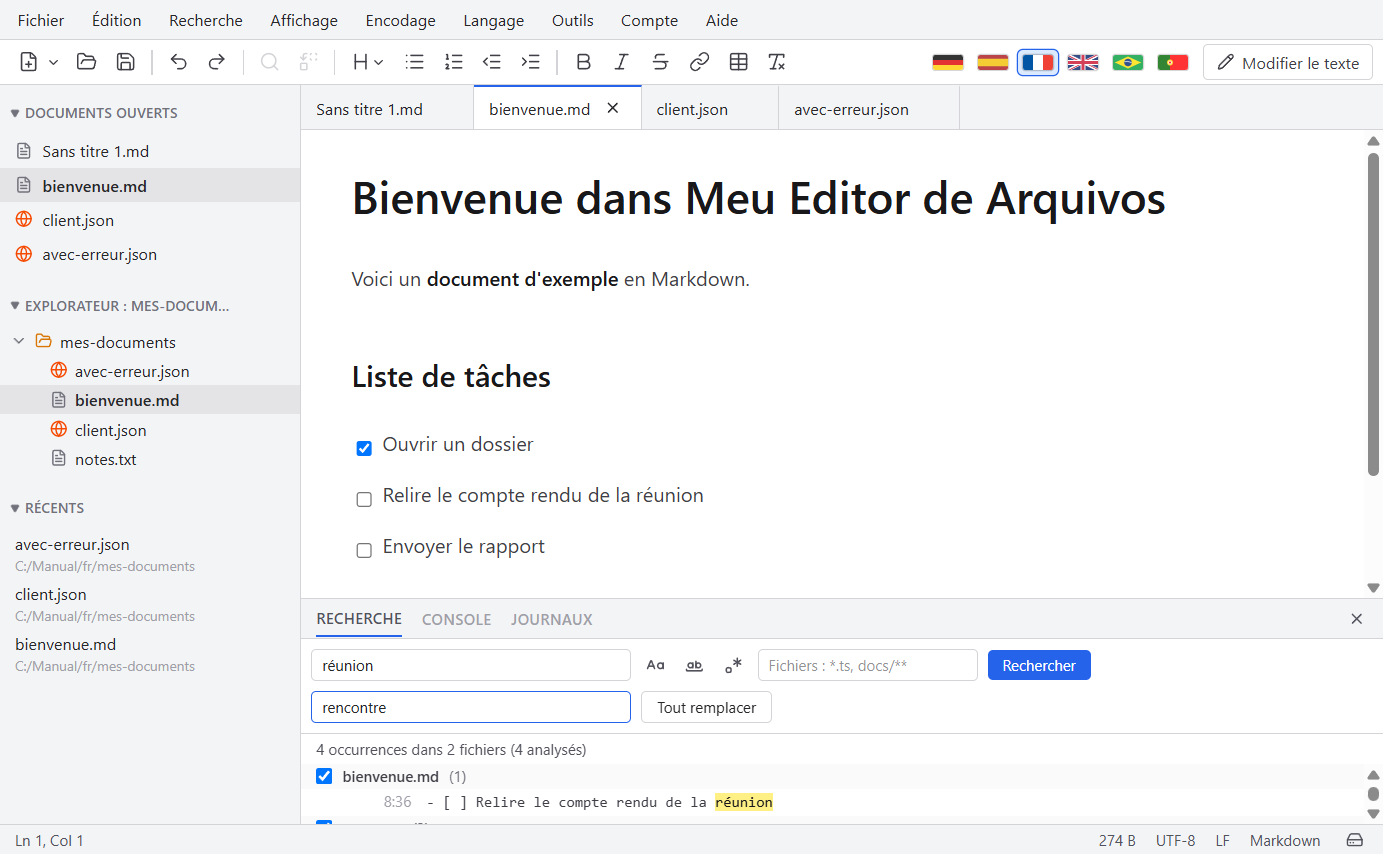 Fichier Édition Recherche Affichage Encodage Langage Outils Compte Aide
H B I S Modifier le texte
DOCUMENTS OUVERTS
Sans titre 1.md
bienvenue.md
client.json
avec-erreur.json
EXPLORATEUR : MES-DOCUM...
mes-documents
avec-erreur.json
bienvenue.md
client.json
notes.txt
RÉCENTS
avec-erreur.json
C:/Manual/fr/mes-documents
client.json
C:/Manual/fr/mes-documents
bienvenue.md
C:/Manual/fr/mes-documents
Sans titre 1.md bienvenue.md client.json avec-erreur.json
Bienvenue dans Meu Editor de Arquivos
Voici un document d'exemple en Markdown.
Liste de tâches
Ouvrir un dossier
Relire le compte rendu de la réunion
Envoyer le rapport
RECHERCHE CONSOLE JOURNAUX
réunion Aa ab Fichiers : *.ts, docs/** Rechercher
rencontre Tout remplacer
4 occurrences dans 2 fichiers (4 analysés)
bienvenue.md (1)
8:36 - [ ] Relire le compte rendu de la réunion
Ln 1, Col 1 274 B UTF-8 LF Markdown